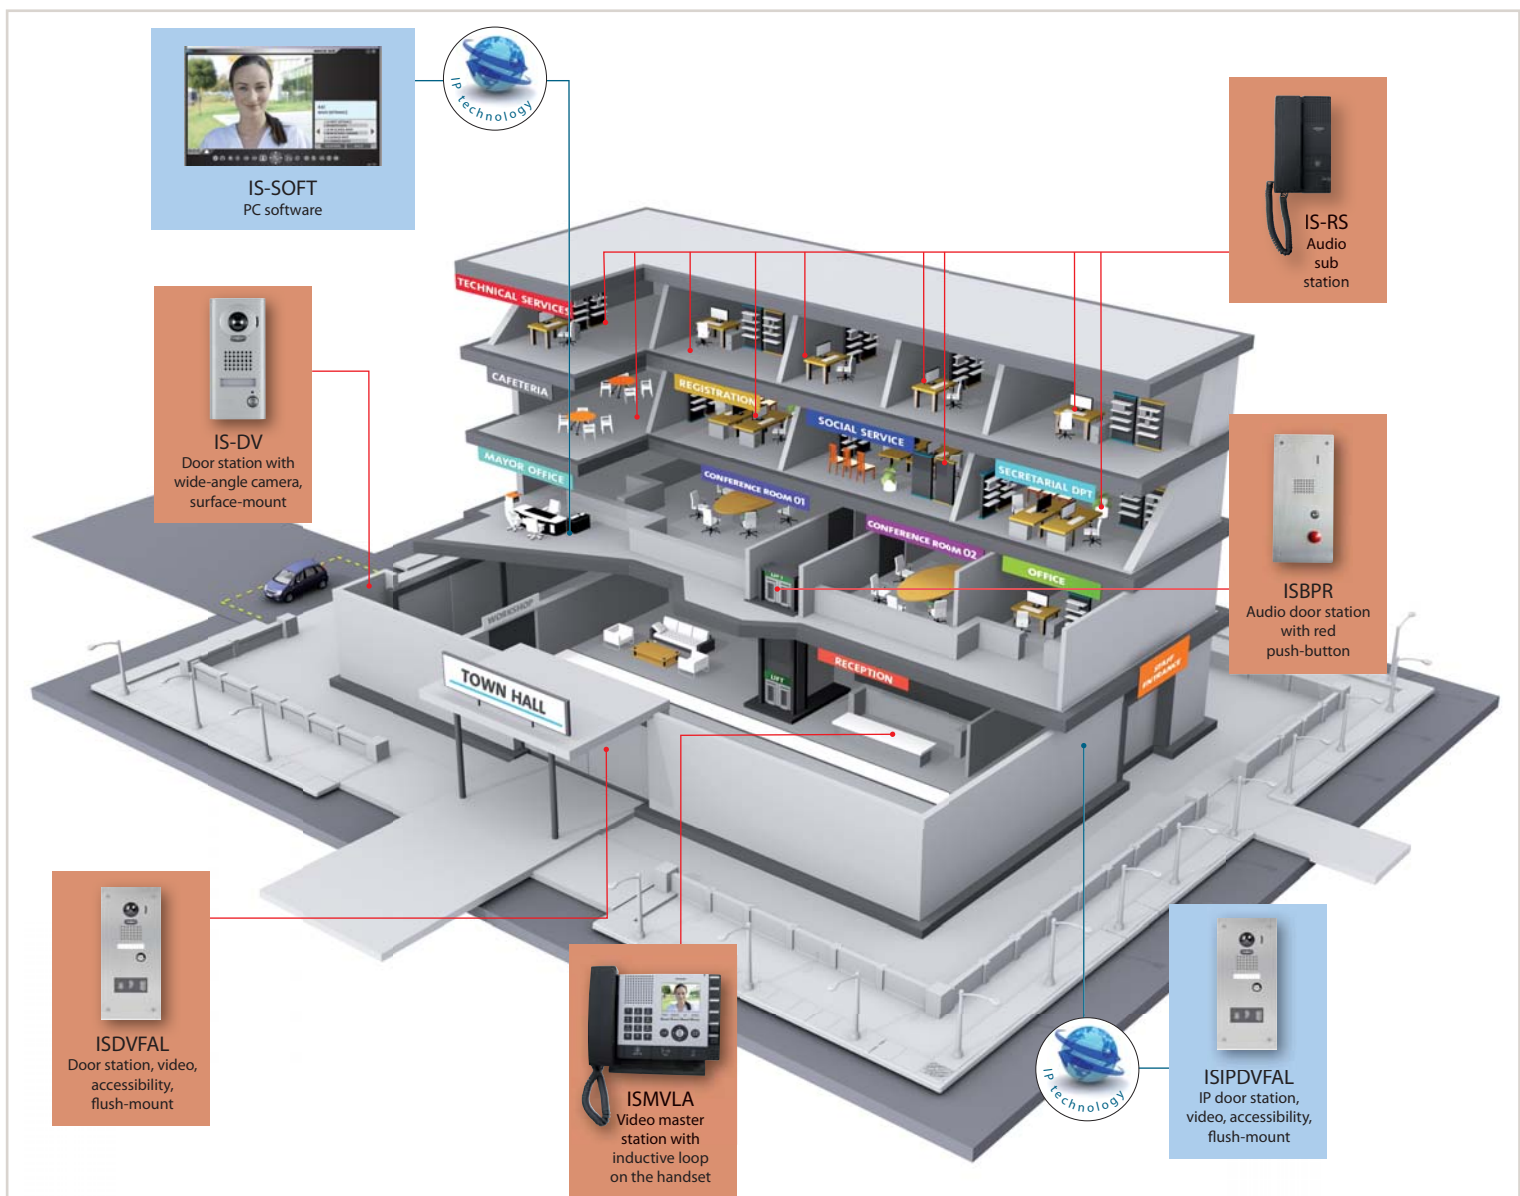 IP technology
IS-SOFT
PC software
IS-RS
Audio
sub
station
TECHNICAL SERVICES
IS-DV
Door station with
wide-angle camera,
surface-mount
CAFETERIA
REGISTRATION
SOCIAL SERVICE
MAYOR OFFICE
CONFERENCE ROOM 01
SECRETARIAL DPT
CONFERENCE ROOM 02
OFFICE
LIFT
ISBPR
Audio door station
with red
push-button
WORKSHOP
TOWN HALL
RECEPTION
LIFT
STAFF
ENTRANCE
ISDVFAL
Door station, video,
accessibility,
flush-mount
ISMVLA
Video master
station with
inductive loop
on the handset
IP technology
ISIPDVFAL
IP door station,
video, accessibility,
flush-mount